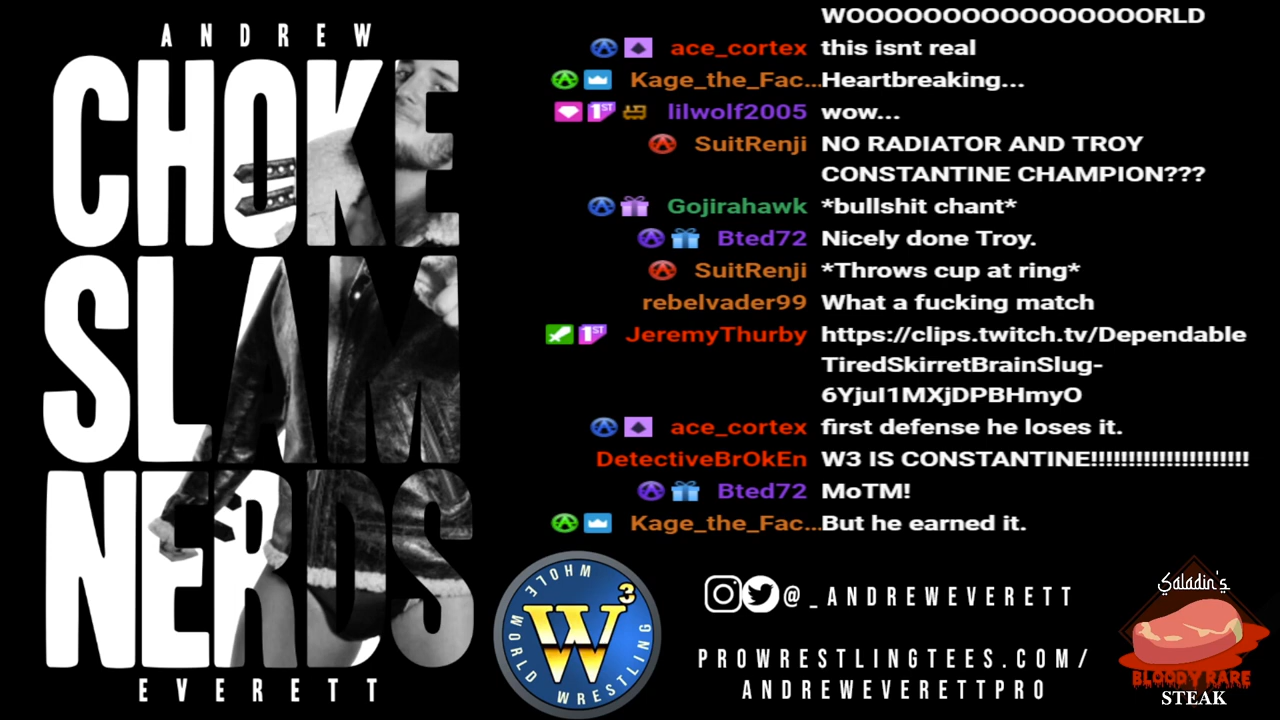 ANDREW
CHOKE
SLAM
NERDS
EVERETT
WOOOOOOOOOOOOOOOORLD
ace_cortex this isnt real
Kage_the_Fac... Heartbreaking...
lilwolf2005 wow...
SuitRenji NO RADIATOR AND TROY
CONSTANTINE CHAMPION???
Gojirahawk *bullshit chant*
Bted72 Nicely done Troy.
SuitRenji *Throws cup at ring*
rebelvader99 What a fucking match
JeremyThurby https://clips.twitch.tv/Dependable
TiredSkirretBrainSlug-
6YjuI1MXjDPBHmyO
ace_cortex first defense he loses it.
DetectiveBrOkEn W3 IS CONSTANTINE!!!!!!!!!!!!!!!!!!!!!
Bted72 MoTM!
Kage_the_Fac... But he earned it.
WHOLE
W3
WORLD WRESTLING
@_ANDREWEVERETT
PROWRESTLINGTEES.COM/
ANDREWEVERETTPRO
Saladin's
BLOODY RARE
STEAK